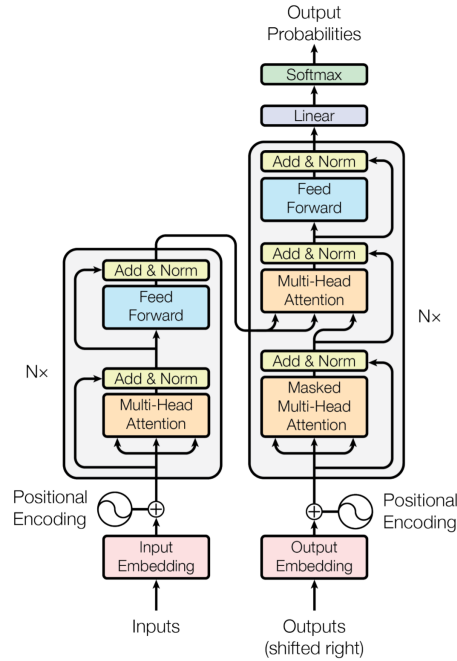 Output
Probabilities
Softmax
Linear
Add & Norm
Feed
Forward
Add & Norm
Multi-Head
Attention
Add & Norm
Masked
Multi-Head
Attention
N×
Add & Norm
Feed
Forward
Add & Norm
Multi-Head
Attention
N×
Positional
Encoding
Positional
Encoding
Input
Embedding
Output
Embedding
Inputs
Outputs
(shifted right)